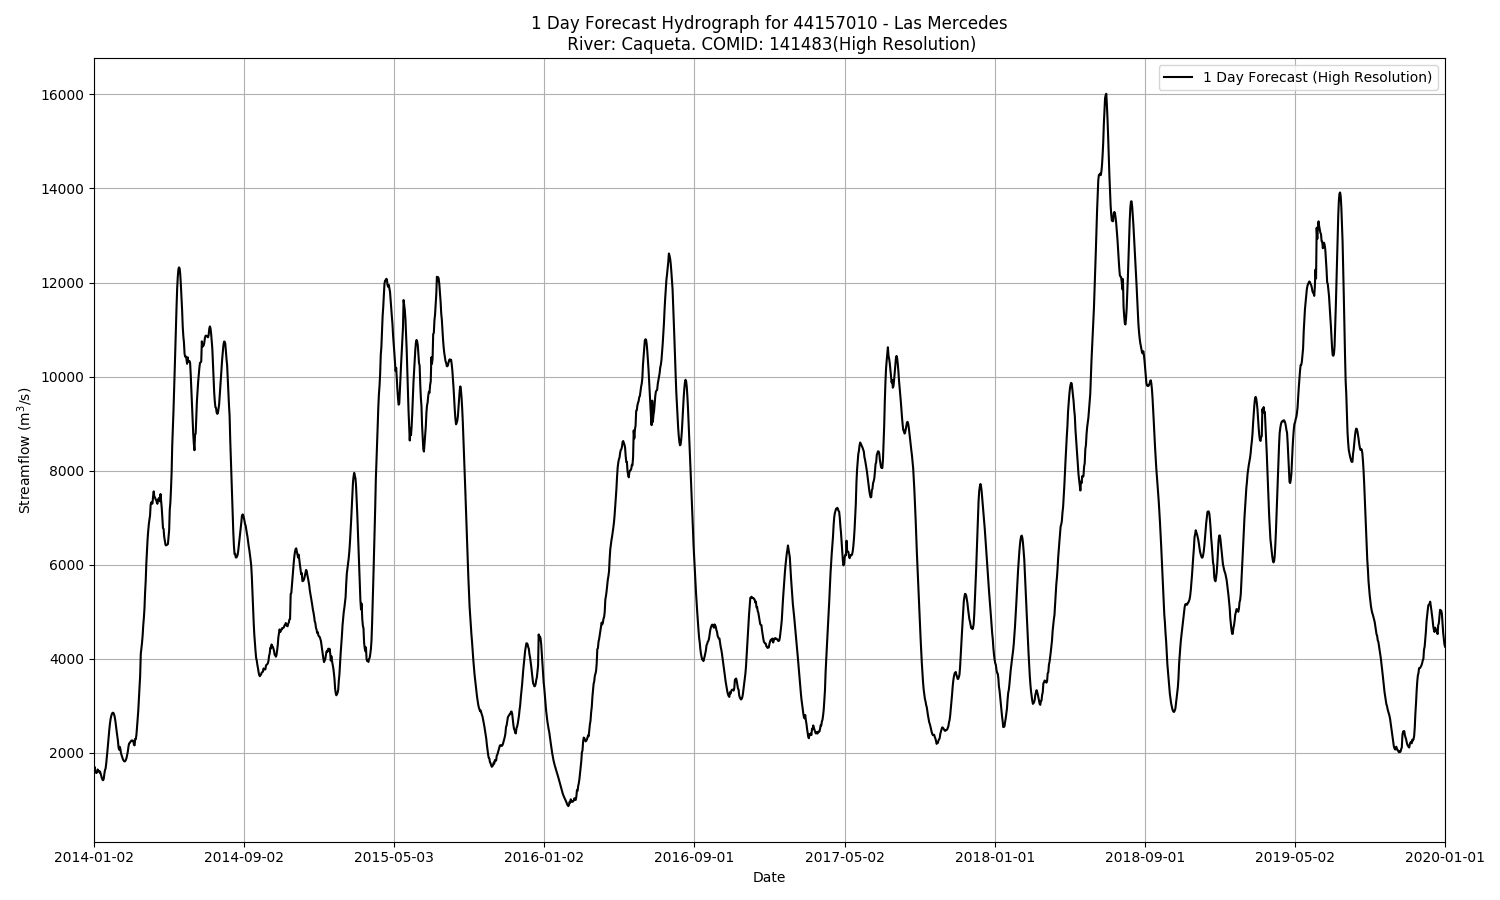 1 Day Forecast Hydrograph for 44157010 - Las Mercedes
River: Caqueta. COMID: 141483(High Resolution)
1 Day Forecast (High Resolution)
16000
14000
12000
10000
8000
6000
4000
2000
Streamflow (m³/s)
2014-01-02 2014-09-02 2015-05-03 2016-01-02 2016-09-01 2017-05-02 2018-01-01 2018-09-01 2019-05-02 2020-01-01
Date